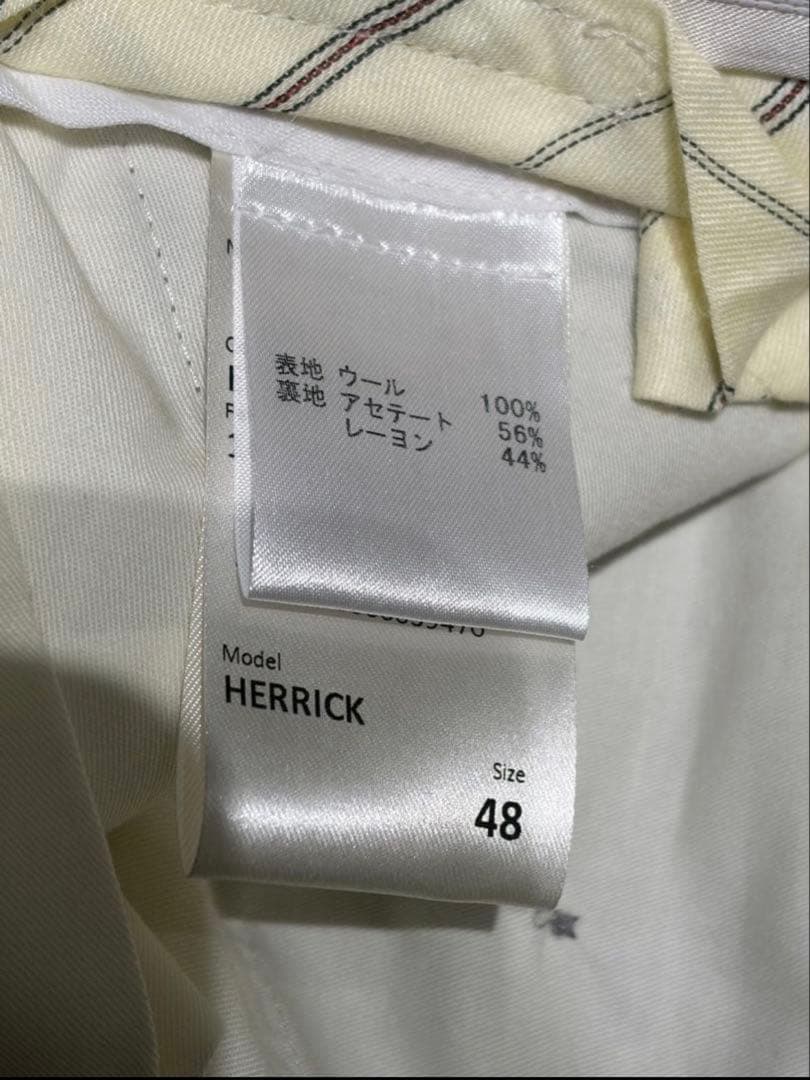 表地 ウール 100%
裏地 アセテート 56%
レーヨン 44%
Model
HERRICK
Size
48